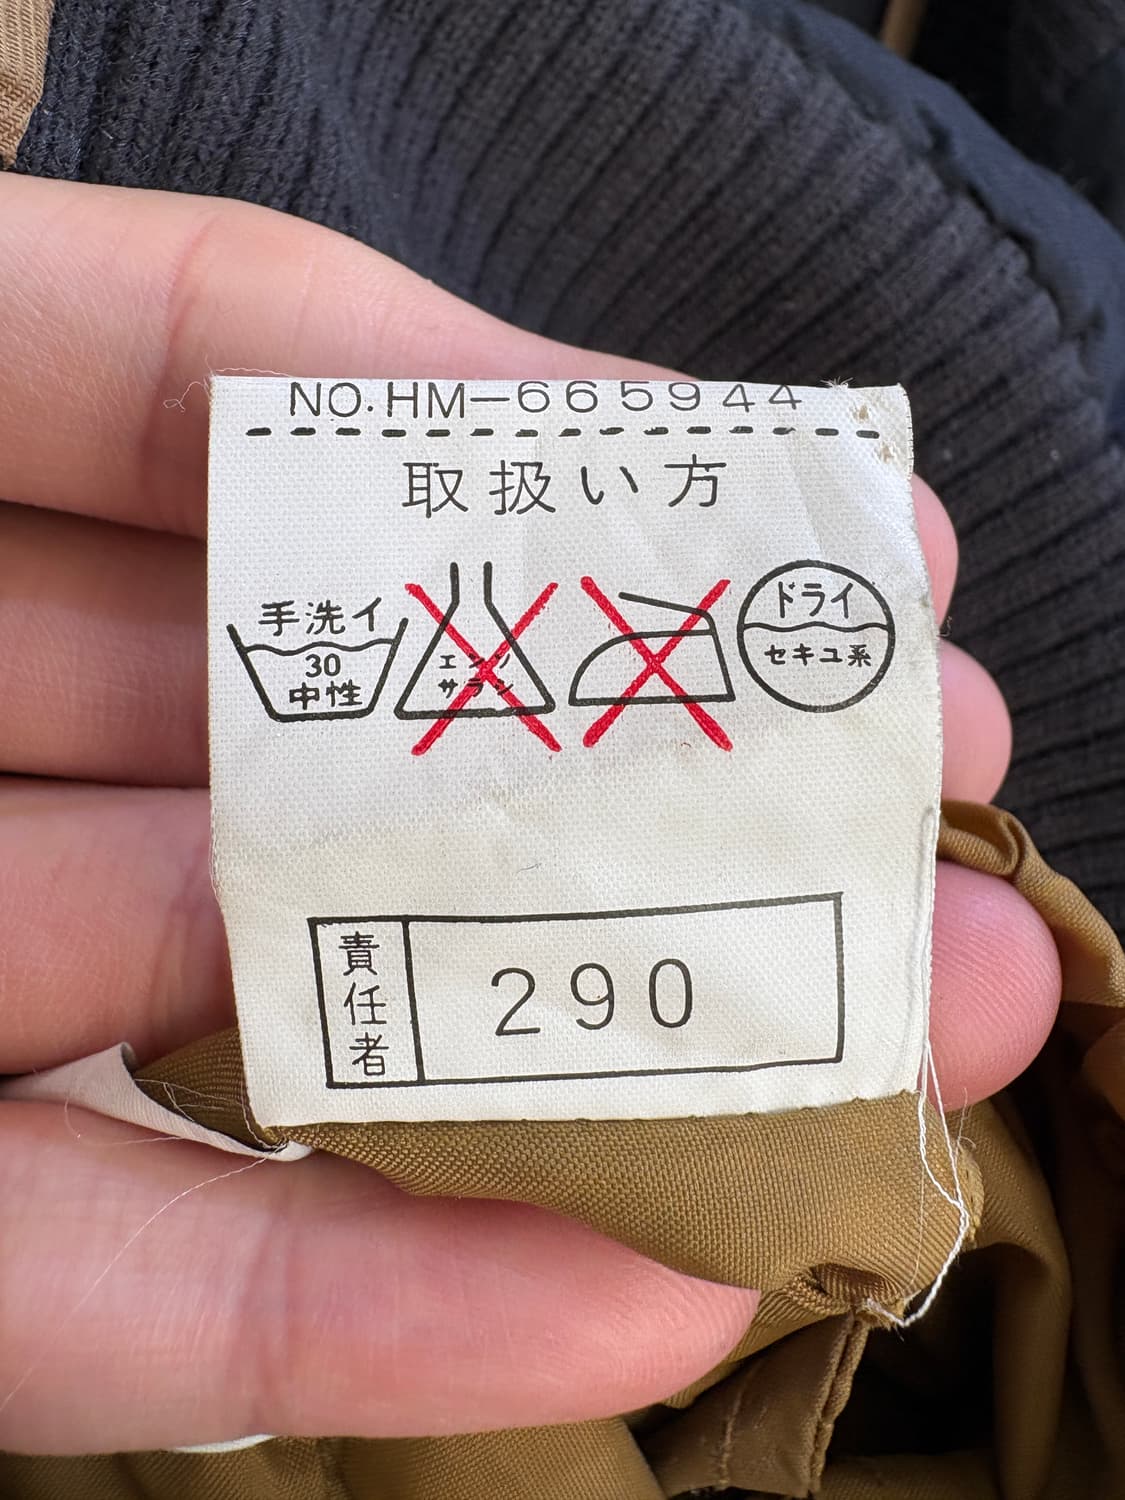 NO.HM-665944
取扱い方
手洗イ
30
中性
エンソ
サラシ
ドライ
セキユ系
責任者
290